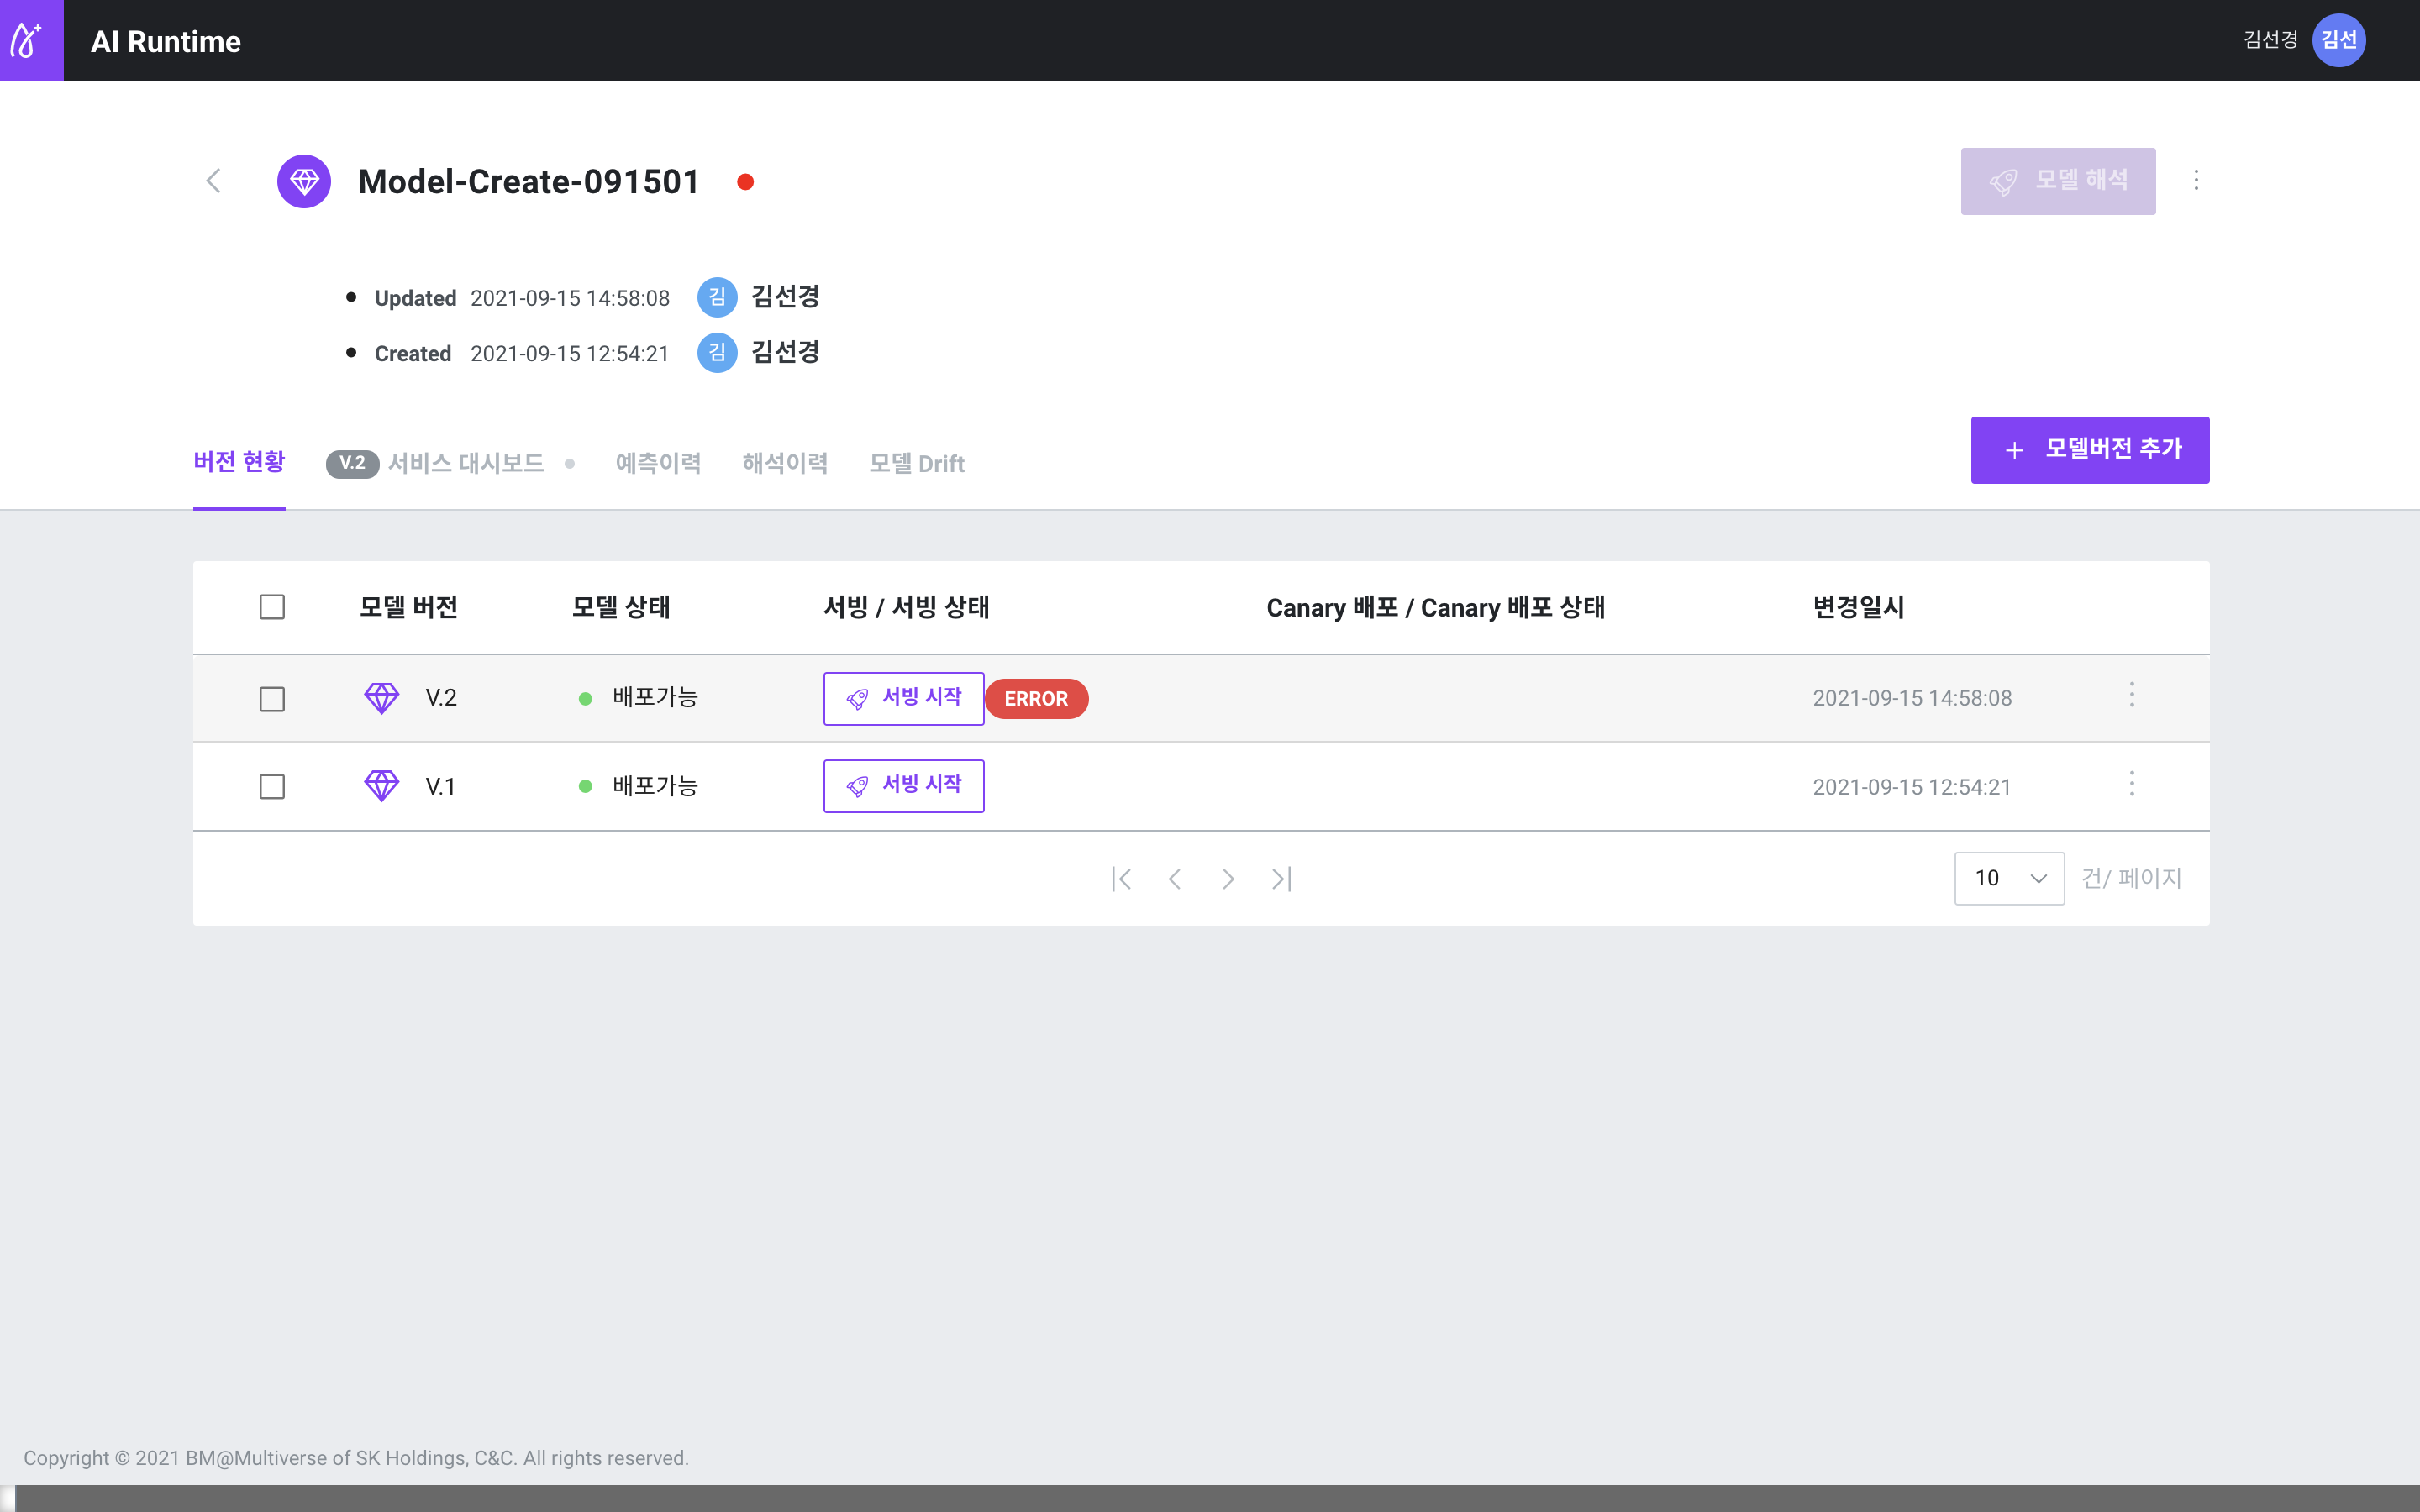 AI Runtime
김선경 김선
Model-Create-091501
모델 해석
Updated 2021-09-15 14:58:08 김 김선경
Created 2021-09-15 12:54:21 김 김선경
버전 현황 V.2 서비스 대시보드 예측이력 해석이력 모델 Drift
모델버전 추가
모델 버전 모델 상태 서빙 / 서빙 상태 Canary 배포 / Canary 배포 상태 변경일시
V.2 배포가능 서빙 시작 ERROR 2021-09-15 14:58:08
V.1 배포가능 서빙 시작 2021-09-15 12:54:21
10 건/ 페이지
Copyright © 2021 BM@Multiverse of SK Holdings, C&C. All rights reserved.